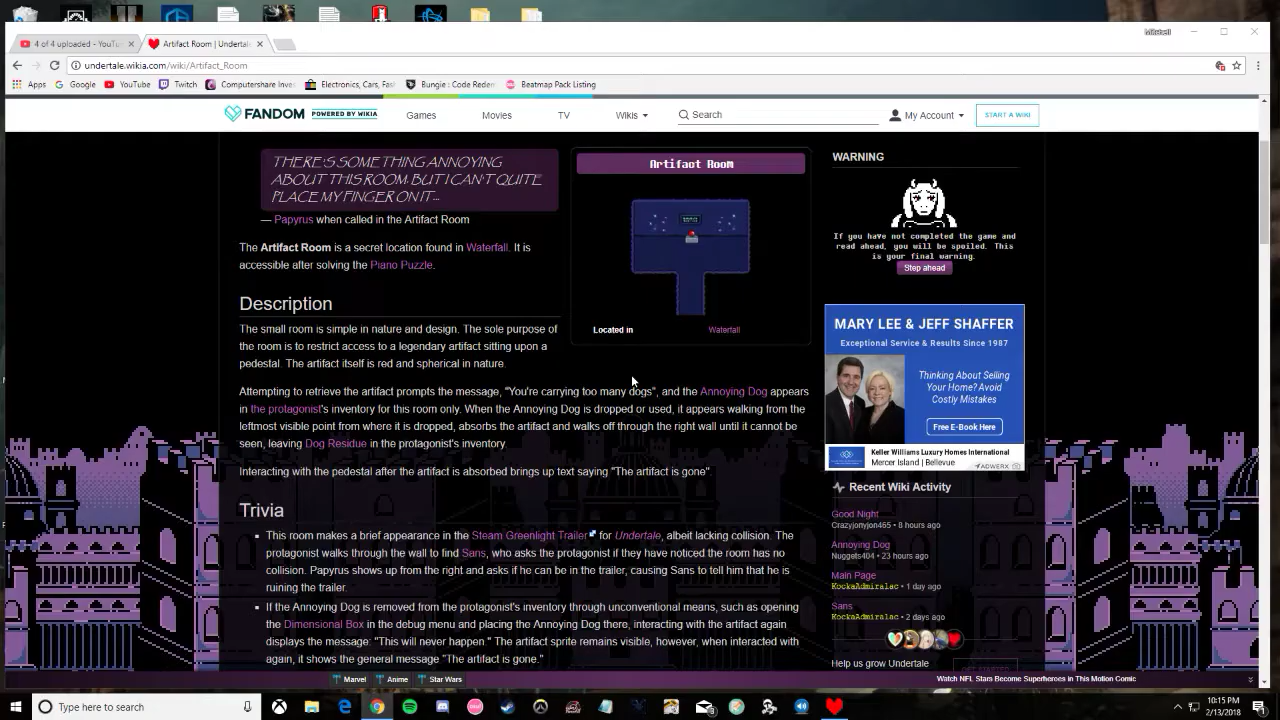 Mitchell
4 of 4 uploaded - YouTu
Artifact Room | Undertale
undertale.wikia.com/wiki/Artifact_Room
Apps
Google
YouTube
Twitch
Computershare Inves
Electronics, Cars, Fas
Bungie : Code Redem
Beatmap Pack Listing
FANDOM
POWERED BY WIKIA
Games
Movies
TV
Wikis
Search
My Account
START A WIKI
THERE'S SOMETHING ANNOYING
ABOUT THIS ROOM. BUT I CAN'T QUITE
PLACE MY FINGER ON IT...
— Papyrus when called in the Artifact Room
The Artifact Room is a secret location found in Waterfall. It is
accessible after solving the Piano Puzzle.
Artifact Room
Located in
Waterfall
Description
The small room is simple in nature and design. The sole purpose of
the room is to restrict access to a legendary artifact sitting upon a
pedestal. The artifact itself is red and spherical in nature.
Attempting to retrieve the artifact prompts the message, "You're carrying too many dogs", and the Annoying Dog appears
in the protagonist's inventory for this room only. When the Annoying Dog is dropped or used, it appears walking from the
leftmost visible point from where it is dropped, absorbs the artifact and walks off through the right wall until it cannot be
seen, leaving Dog Residue in the protagonist's inventory.
Interacting with the pedestal after the artifact is absorbed brings up text saying "The artifact is gone".
Trivia
This room makes a brief appearance in the Steam Greenlight Trailer for Undertale, albeit lacking collision. The
protagonist walks through the wall to find Sans, who asks the protagonist if they have noticed the room has no
collision. Papyrus shows up from the right and asks if he can be in the trailer, causing Sans to tell him that he is
ruining the trailer.
If the Annoying Dog is removed from the protagonist's inventory through unconventional means, such as opening
the Dimensional Box in the debug menu and placing the Annoying Dog there, interacting with the artifact again
displays the message: "This will never happen." The artifact sprite remains visible, however, when interacted with
again, it shows the general message "The artifact is gone."
WARNING
If you have not completed the game and
read ahead, you will be spoiled. This
is your final warning.
Step ahead
MARY LEE & JEFF SHAFFER
Exceptional Service & Results Since 1987
Thinking About Selling
Your Home? Avoid
Costly Mistakes
Free E-Book Here
Keller Williams Luxury Homes International
Mercer Island | Bellevue
ADWERX
Recent Wiki Activity
Good Night
Crazyjonyjon465 • 8 hours ago
Annoying Dog
Nuggets404 • 23 hours ago
Main Page
KockaAdmiralac • 1 day ago
Sans
KockaAdmiralac • 2 days ago
Help us grow Undertale
GET STARTED
Marvel
Anime
Star Wars
Watch NFL Stars Become Superheroes in This Motion Comic
Type here to search
10:15 PM
2/13/2018